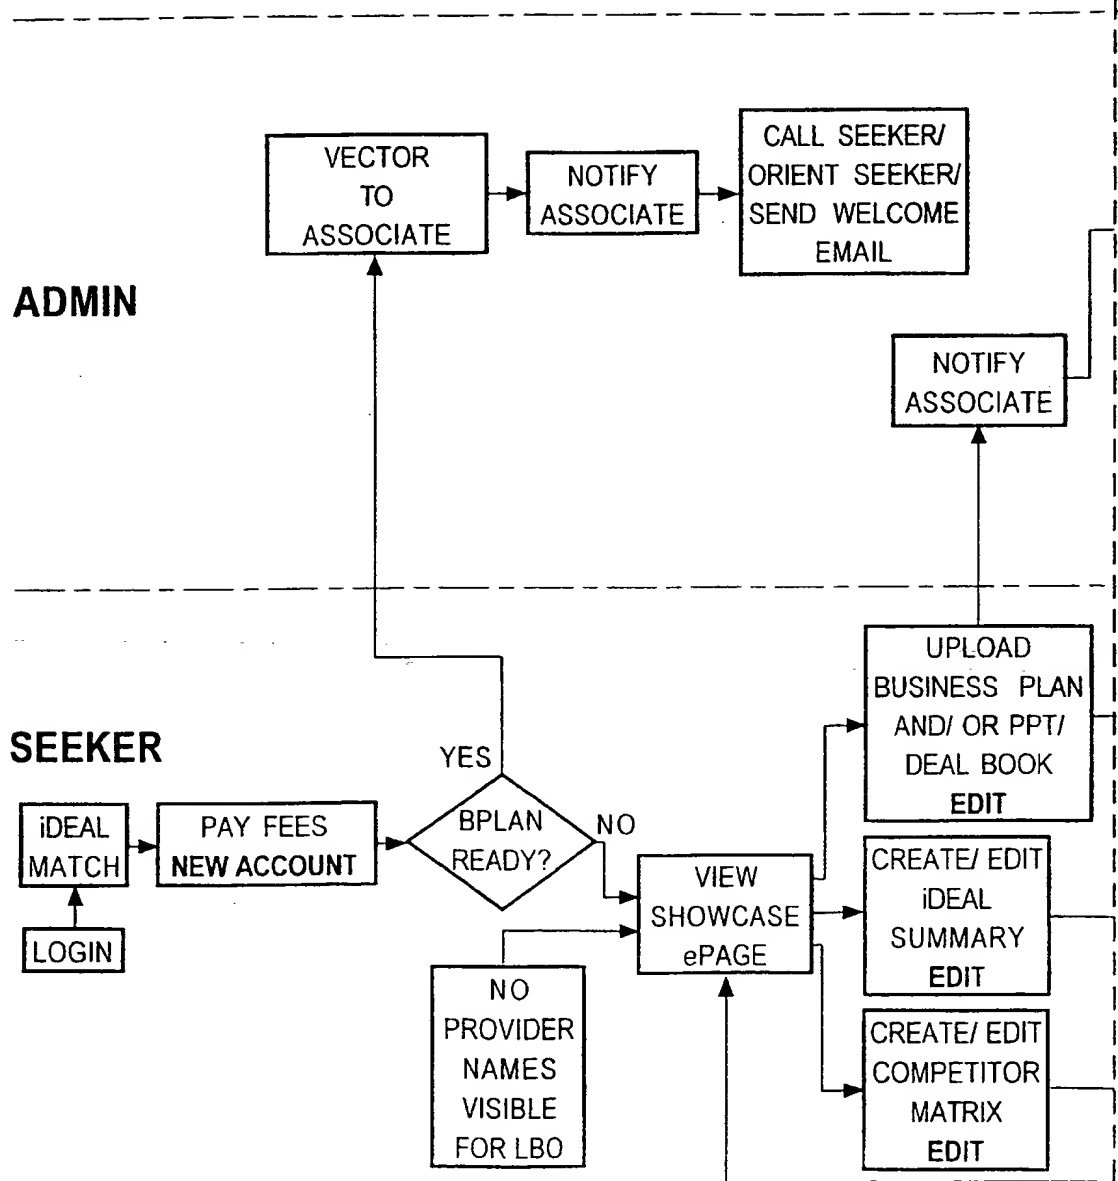 VECTOR
TO
ASSOCIATE
NOTIFY
ASSOCIATE
CALL SEEKER/
ORIENT SEEKER/
SEND WELCOME
EMAIL
ADMIN
NOTIFY
ASSOCIATE
SEEKER
iDEAL
MATCH
LOGIN
PAY FEES
NEW ACCOUNT
YES
BPLAN
READY?
NO
NO
PROVIDER
NAMES
VISIBLE
FOR LBO
VIEW
SHOWCASE
ePAGE
UPLOAD
BUSINESS PLAN
AND/ OR PPT/
DEAL BOOK
EDIT
CREATE/ EDIT
iDEAL
SUMMARY
EDIT
CREATE/ EDIT
COMPETITOR
MATRIX
EDIT